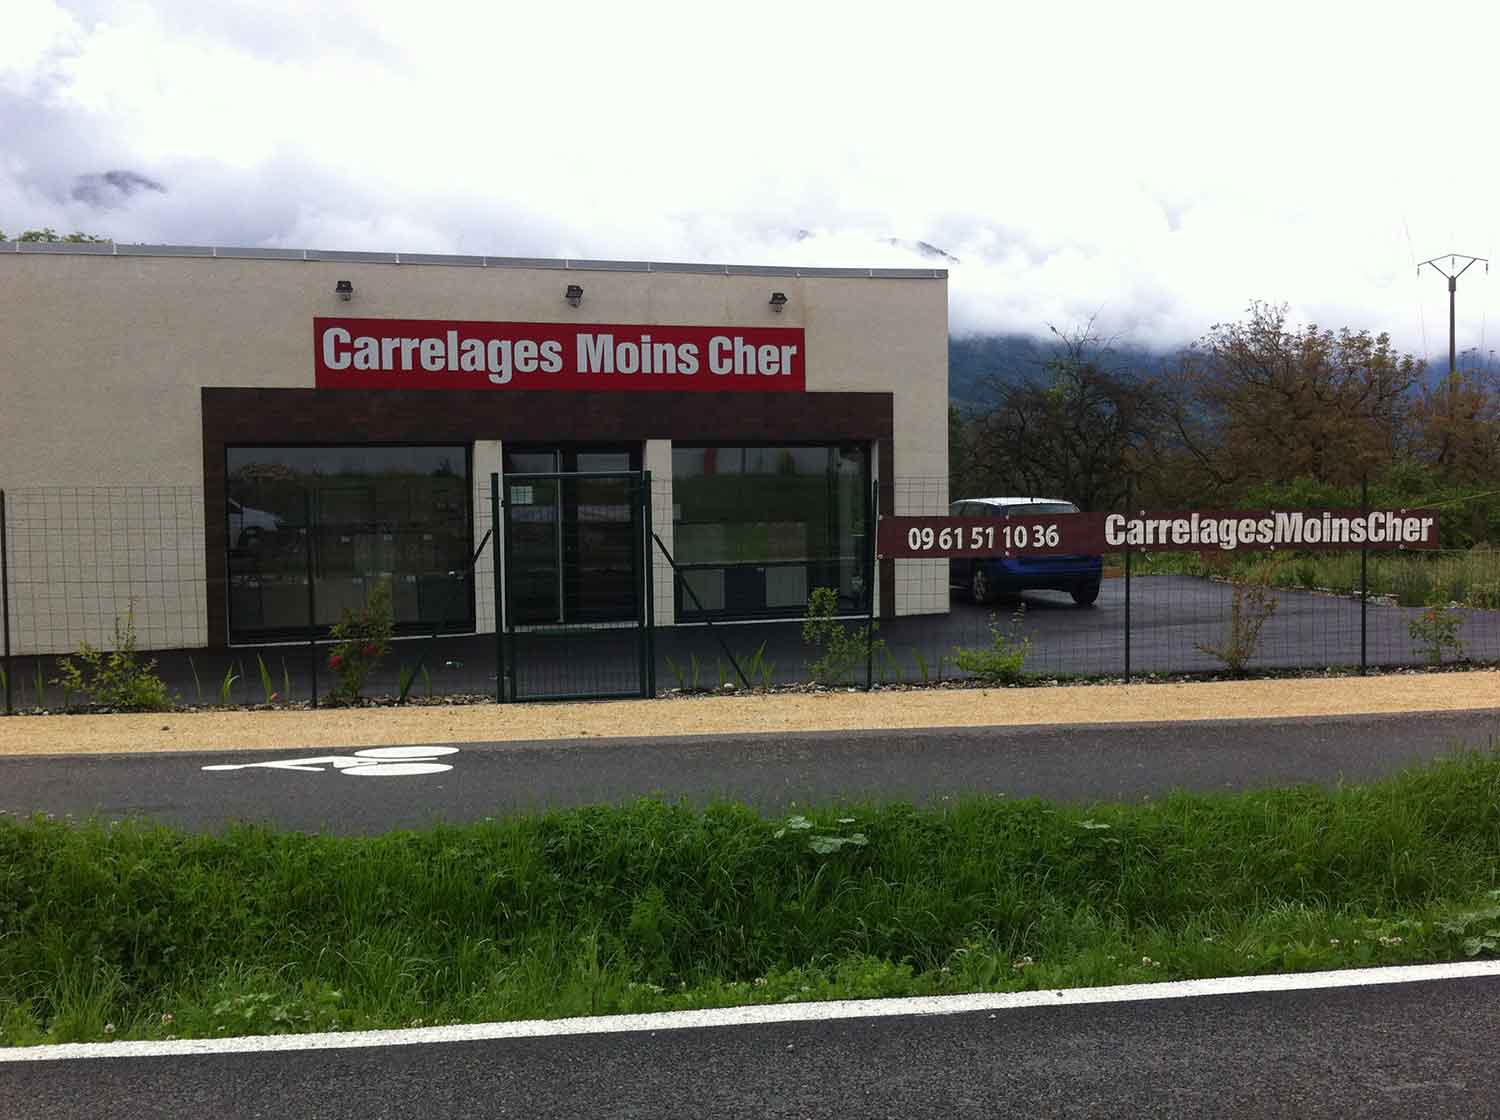 Carrelages Moins Cher
09 61 51 10 36 CarrelagesMoinsCher